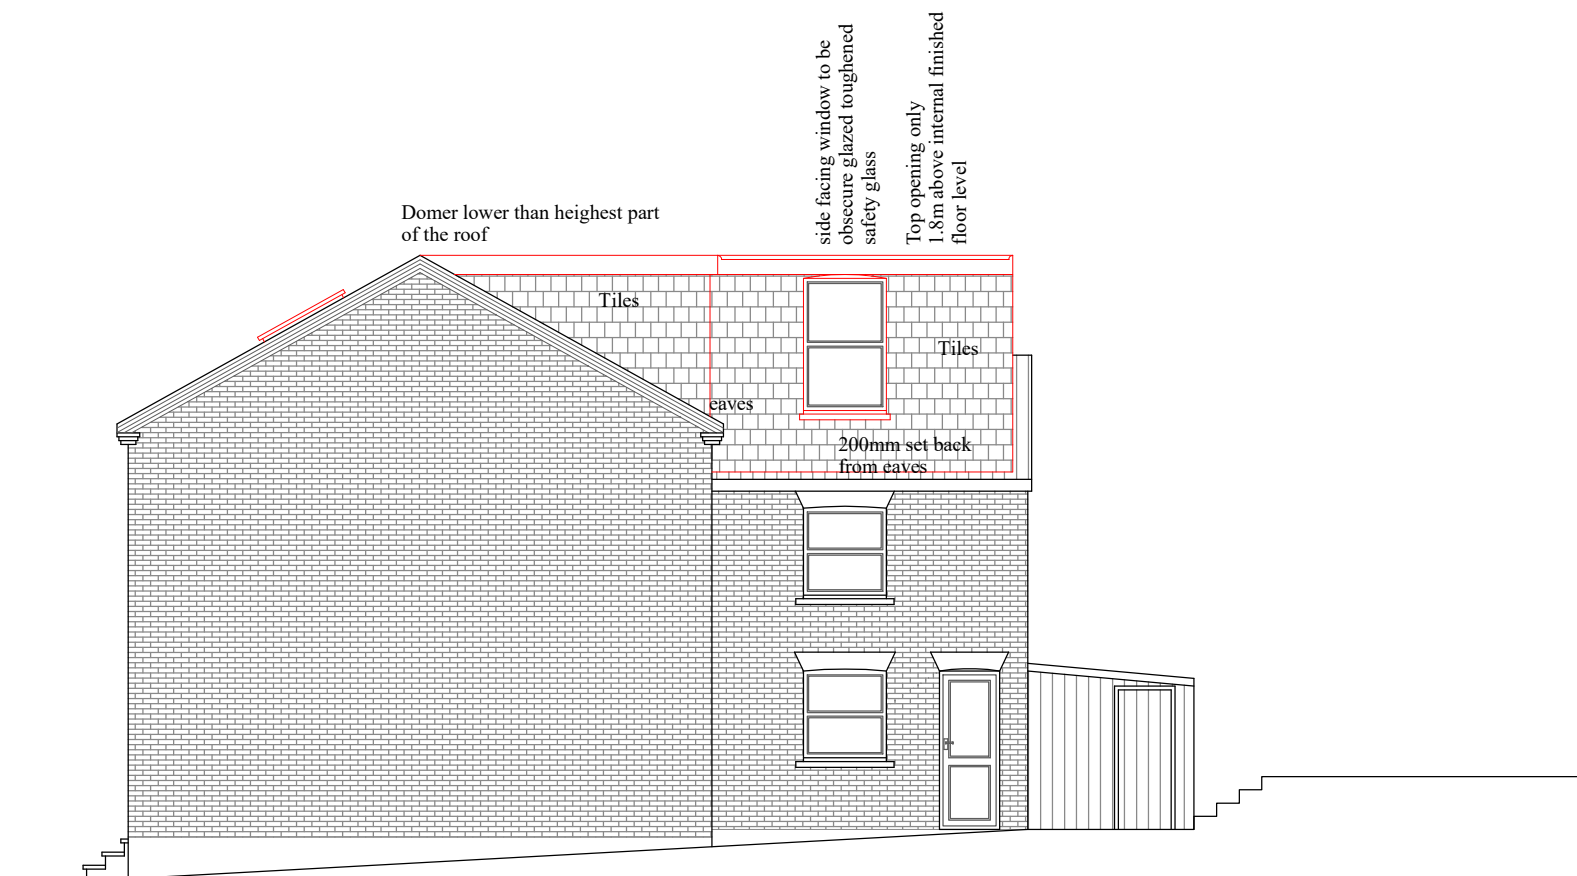 side facing window to be
obsecure glazed toughened
safety glass
Top opening only
1.8m above internal finished
floor level
Domer lower than heighest part
of the roof
Tiles
Tiles
eaves
200mm set back
from eaves